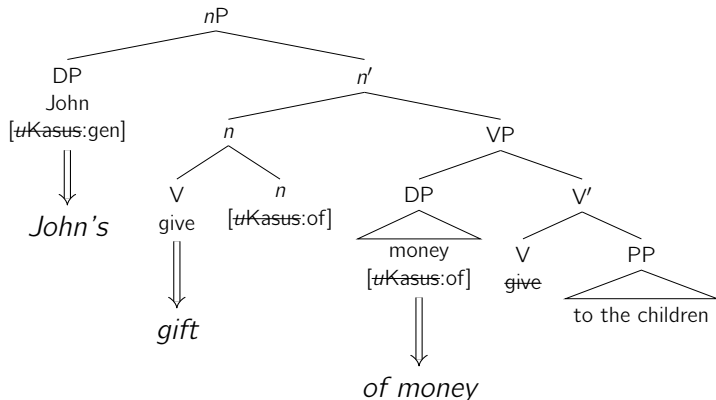 nP
DP n′
John
[uKasus:gen]
n VP
V n DP V′
give [uKasus:of]
John's
money V PP
[uKasus:of] give
to the children
gift
of money